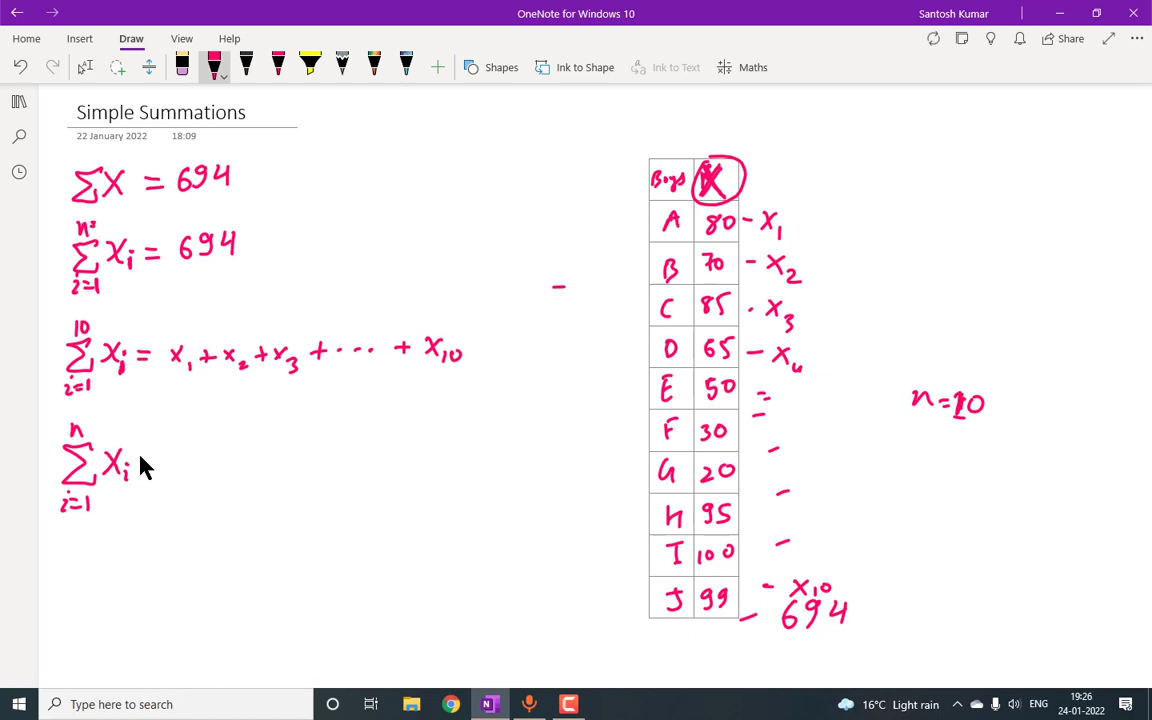 OneNote for Windows 10
Santosh Kumar
Home Insert Draw View Help
Share
Shapes Ink to Shape Ink to Text Maths
Simple Summations
22 January 2022 18:09
∑X = 694
n
∑ Xi = 694
i=1
10
∑ Xi = x1 + x2 + x3 + ... + X10
i=1
n
∑ Xi
i=1
Boys X
A 80 - X1
B 70 - X2
C 85 - X3
D 65 - X4
E 50
F 30
G 20
H 95
I 100
J 99 - X10
- 694
n = 10
Type here to search
16°C Light rain
ENG
19:26
24-01-2022